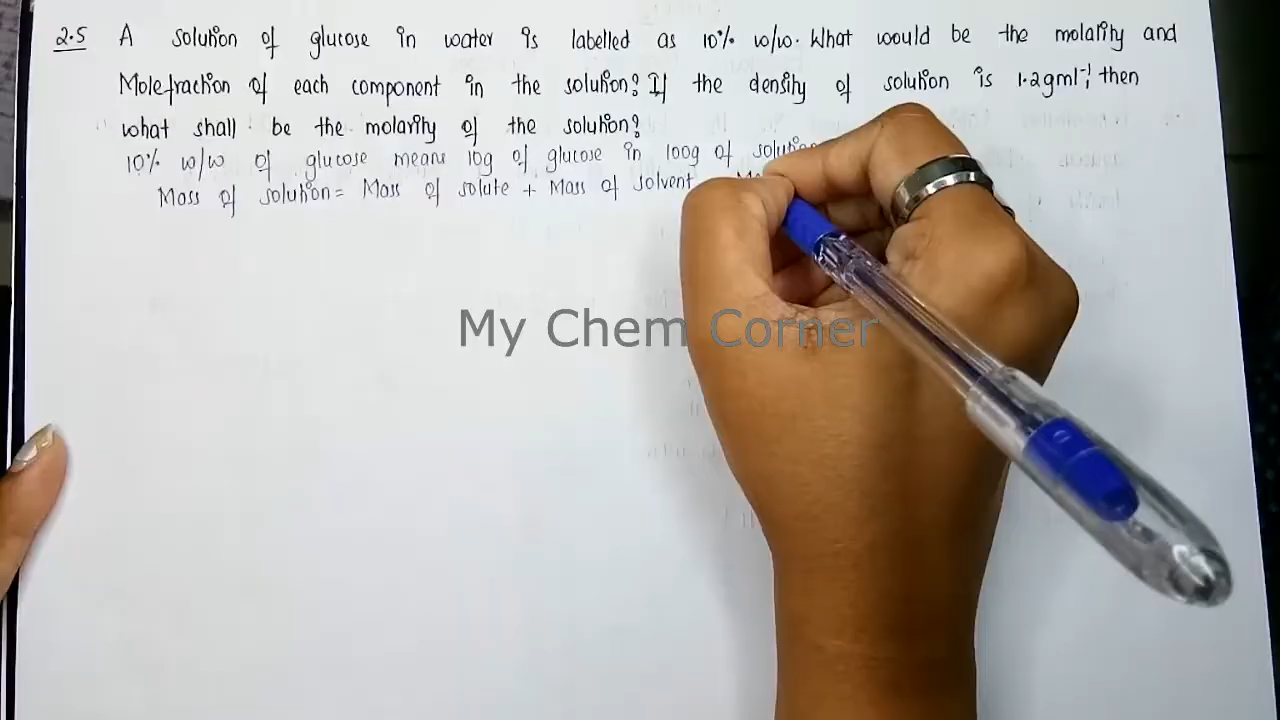 2.5 A solution of glucose in water is labelled as 10% w/w. What would be the molality and
Molefraction of each component in the solution? If the density of solution is 1.2gml⁻¹, then
what shall be the molarity of the solution?
10% w/w of glucose means 10g of glucose in 100g of solution
Mass of solution = Mass of solute + Mass of solvent
My Chem Corner